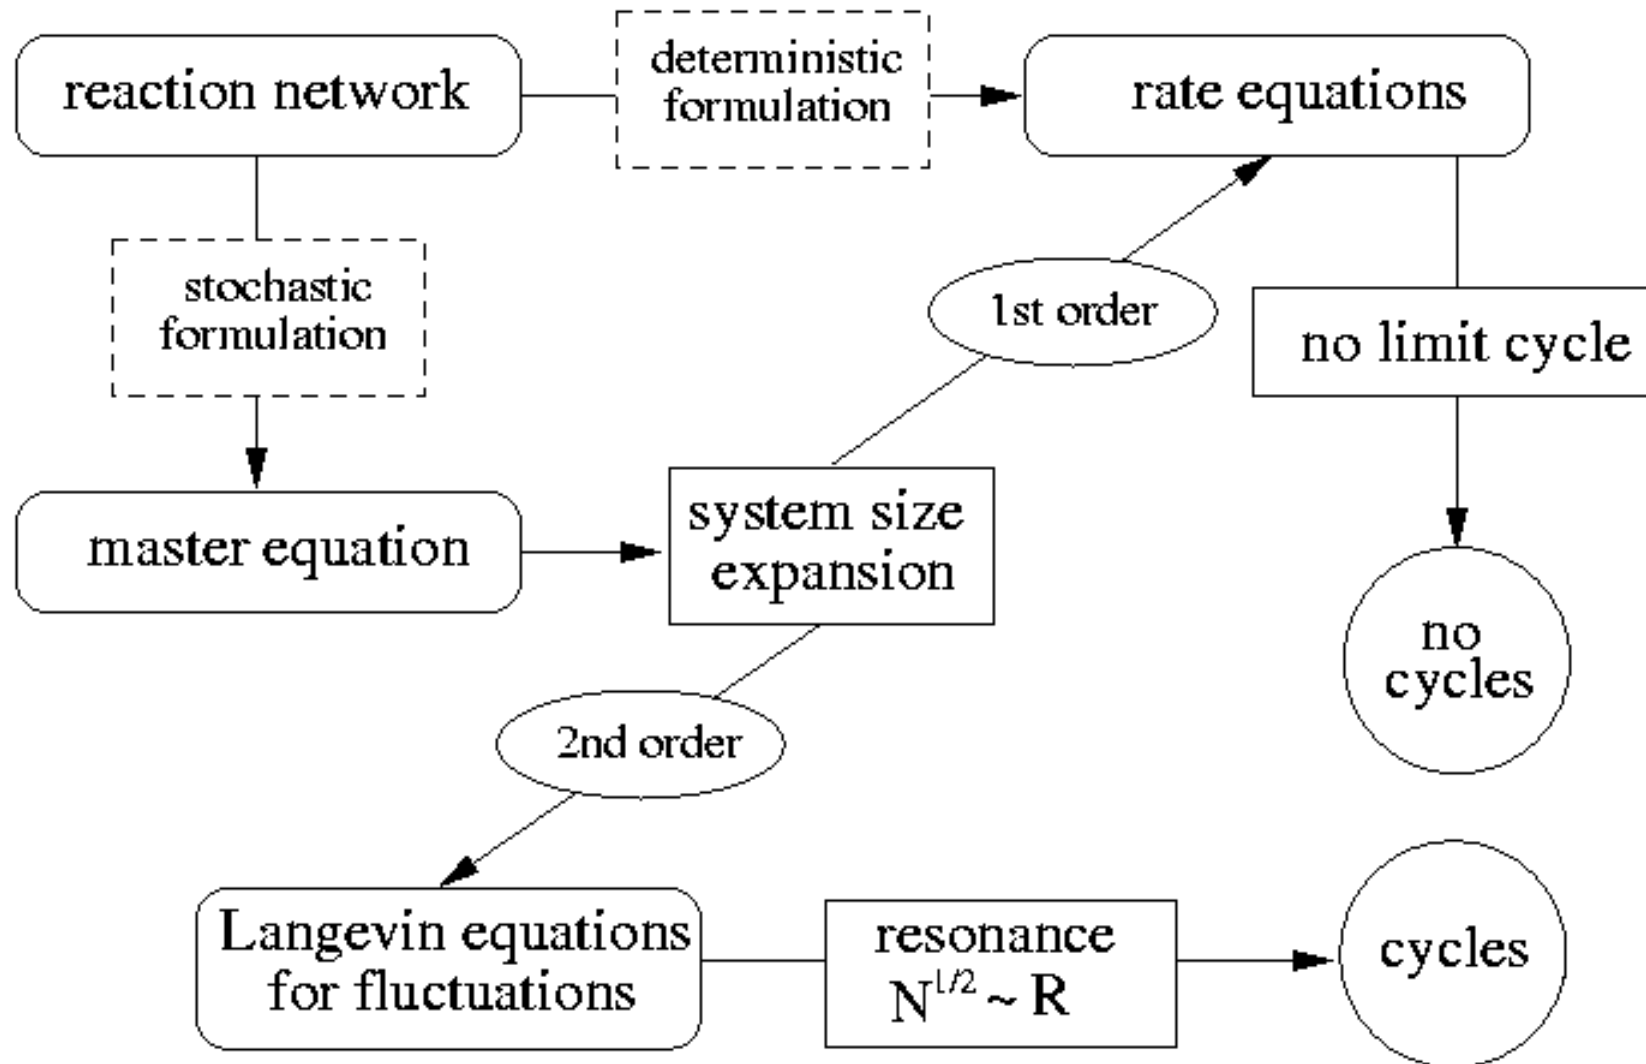 reaction network
deterministic
formulation
rate equations
stochastic
formulation
1st order
no limit cycle
master equation
system size
expansion
no
cycles
2nd order
Langevin equations
for fluctuations
resonance
N^1/2 ~ R
cycles